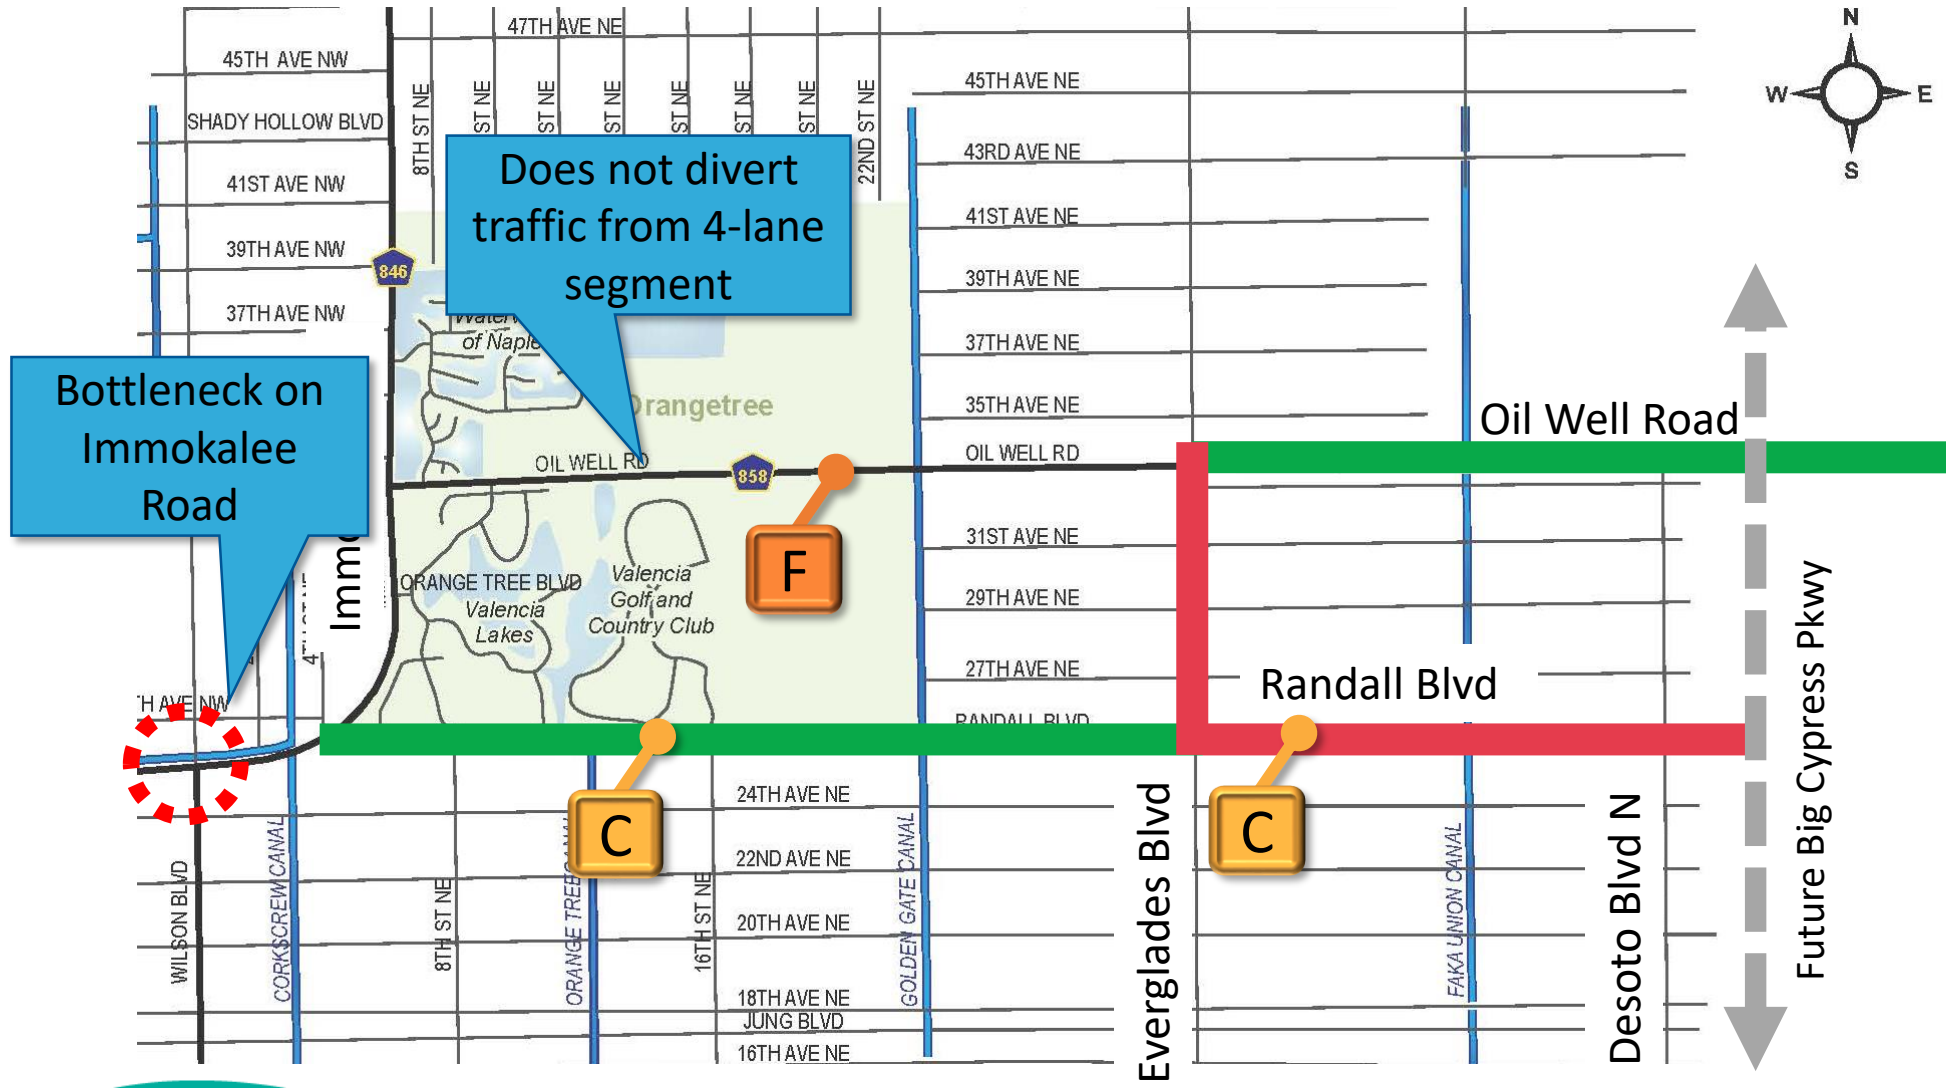 N
W
E
S
47TH AVE NE
45TH AVE NW
SHADY HOLLOW BLVD
41ST AVE NW
39TH AVE NW
37TH AVE NW
846
8TH ST NE
ST NE
ST NE
ST NE
ST NE
ST NE
ST NE
22ND ST NE
45TH AVE NE
43RD AVE NE
41ST AVE NE
39TH AVE NE
37TH AVE NE
35TH AVE NE
OIL WELL RD
31ST AVE NE
29TH AVE NE
27TH AVE NE
RANDALL BLVD
Does not divert
traffic from 4-lane
segment
Bottleneck on
Immokalee
Road
of Naple
rangetree
OIL WELL RD
858
F
Oil Well Road
Immo
ORANGE TREE BLVD
Valencia
Lakes
Valencia
Golf and
Country Club
TH AVE NW
Randall Blvd
C
C
24TH AVE NE
22ND AVE NE
20TH AVE NE
18TH AVE NE
JUNG BLVD
16TH AVE NE
WILSON BLVD
CORKSCREW CANAL
8TH ST NE
ORANGE TREE
16TH ST NE
GOLDEN GATE CANAL
Everglades Blvd
FAKA UNION CANAL
Desoto Blvd N
Future Big Cypress Pkwy